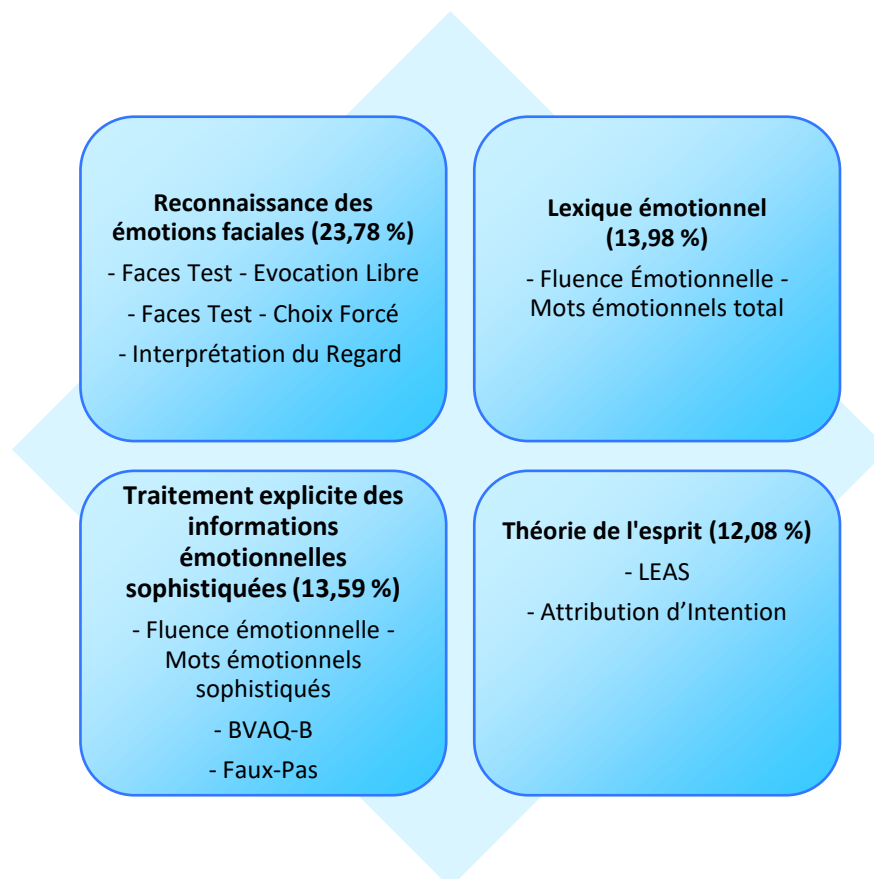 Reconnaissance des
émotions faciales (23,78 %)
- Faces Test - Evocation Libre
- Faces Test - Choix Forcé
- Interprétation du Regard
Lexique émotionnel
(13,98 %)
- Fluence Émotionnelle -
Mots émotionnels total
Traitement explicite des
informations
émotionnelles
sophistiquées (13,59 %)
- Fluence émotionnelle -
Mots émotionnels
sophistiqués
- BVAQ-B
- Faux-Pas
Théorie de l'esprit (12,08 %)
- LEAS
- Attribution d’Intention